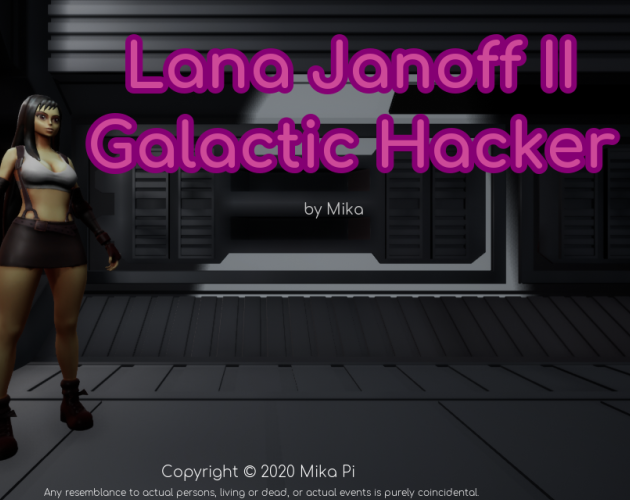 Lana Janoff II
Galactic Hacker
by Mika
Copyright © 2020 Mika Pi
Any resemblance to actual persons, living or dead, or actual events is purely coincidental.